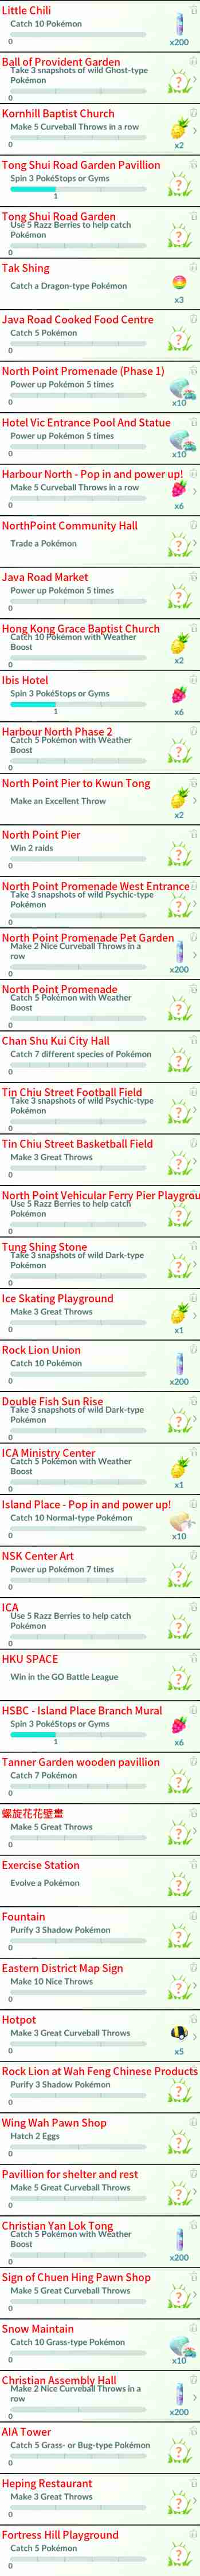 Little Chili
Catch 10 Pokémon
0
x200
Ball of Provident Garden
Take 3 snapshots of wild Ghost-type
Pokémon
0
Kornhill Baptist Church
Make 5 Curveball Throws in a row
0
x2
Tong Shui Road Garden Pavillion
Spin 3 PokéStops or Gyms
1
Tong Shui Road Garden
Use 5 Razz Berries to help catch
Pokémon
0
Tak Shing
Catch a Dragon-type Pokémon
x3
Java Road Cooked Food Centre
Catch 5 Pokémon
0
North Point Promenade (Phase 1)
Power up Pokémon 5 times
0
x10
Hotel Vic Entrance Pool And Statue
Power up Pokémon 5 times
0
x10
Harbour North - Pop in and power up!
Make 5 Curveball Throws in a row
0
x6
NorthPoint Community Hall
Trade a Pokémon
Java Road Market
Power up Pokémon 5 times
0
Hong Kong Grace Baptist Church
Catch 10 Pokémon with Weather
Boost
0
x2
Ibis Hotel
Spin 3 PokéStops or Gyms
1
x6
Harbour North Phase 2
Catch 5 Pokémon with Weather
Boost
0
North Point Pier to Kwun Tong
Make an Excellent Throw
x2
North Point Pier
Win 2 raids
0
North Point Promenade West Entrance
Take 3 snapshots of wild Psychic-type
Pokémon
0
North Point Promenade Pet Garden
Make 2 Nice Curveball Throws in a
row
0
x200
North Point Promenade
Catch 5 Pokémon with Weather
Boost
0
Chan Shu Kui City Hall
Catch 7 different species of Pokémon
0
Tin Chiu Street Football Field
Take 3 snapshots of wild Psychic-type
Pokémon
0
Tin Chiu Street Basketball Field
Make 3 Great Throws
0
North Point Vehicular Ferry Pier Playgrou
Use 5 Razz Berries to help catch
Pokémon
0
Tung Shing Stone
Take 3 snapshots of wild Dark-type
Pokémon
0
Ice Skating Playground
Make 3 Great Throws
0
x1
Rock Lion Union
Catch 10 Pokémon
0
x200
Double Fish Sun Rise
Take 3 snapshots of wild Dark-type
Pokémon
0
ICA Ministry Center
Catch 5 Pokémon with Weather
Boost
0
x1
Island Place - Pop in and power up!
Catch 10 Normal-type Pokémon
0
x10
NSK Center Art
Power up Pokémon 7 times
0
ICA
Use 5 Razz Berries to help catch
Pokémon
0
HKU SPACE
Win in the GO Battle League
HSBC - Island Place Branch Mural
Spin 3 PokéStops or Gyms
1
x6
Tanner Garden wooden pavillion
Catch 7 Pokémon
0
螺旋花花壁畫
Make 5 Great Throws
0
Exercise Station
Evolve a Pokémon
Fountain
Purify 3 Shadow Pokémon
0
Eastern District Map Sign
Make 10 Nice Throws
0
Hotpot
Make 3 Great Curveball Throws
0
x5
Rock Lion at Wah Feng Chinese Products
Purify 3 Shadow Pokémon
0
Wing Wah Pawn Shop
Hatch 2 Eggs
0
Pavillion for shelter and rest
Make 5 Great Curveball Throws
0
Christian Yan Lok Tong
Catch 5 Pokémon with Weather
Boost
0
x200
Sign of Chuen Hing Pawn Shop
Make 5 Great Curveball Throws
0
Snow Maintain
Catch 10 Grass-type Pokémon
0
x10
Christian Assembly Hall
Make 2 Nice Curveball Throws in a
row
0
x200
AIA Tower
Catch 5 Grass- or Bug-type Pokémon
0
Heping Restaurant
Make 3 Great Throws
0
Fortress Hill Playground
Catch 5 Pokémon
0